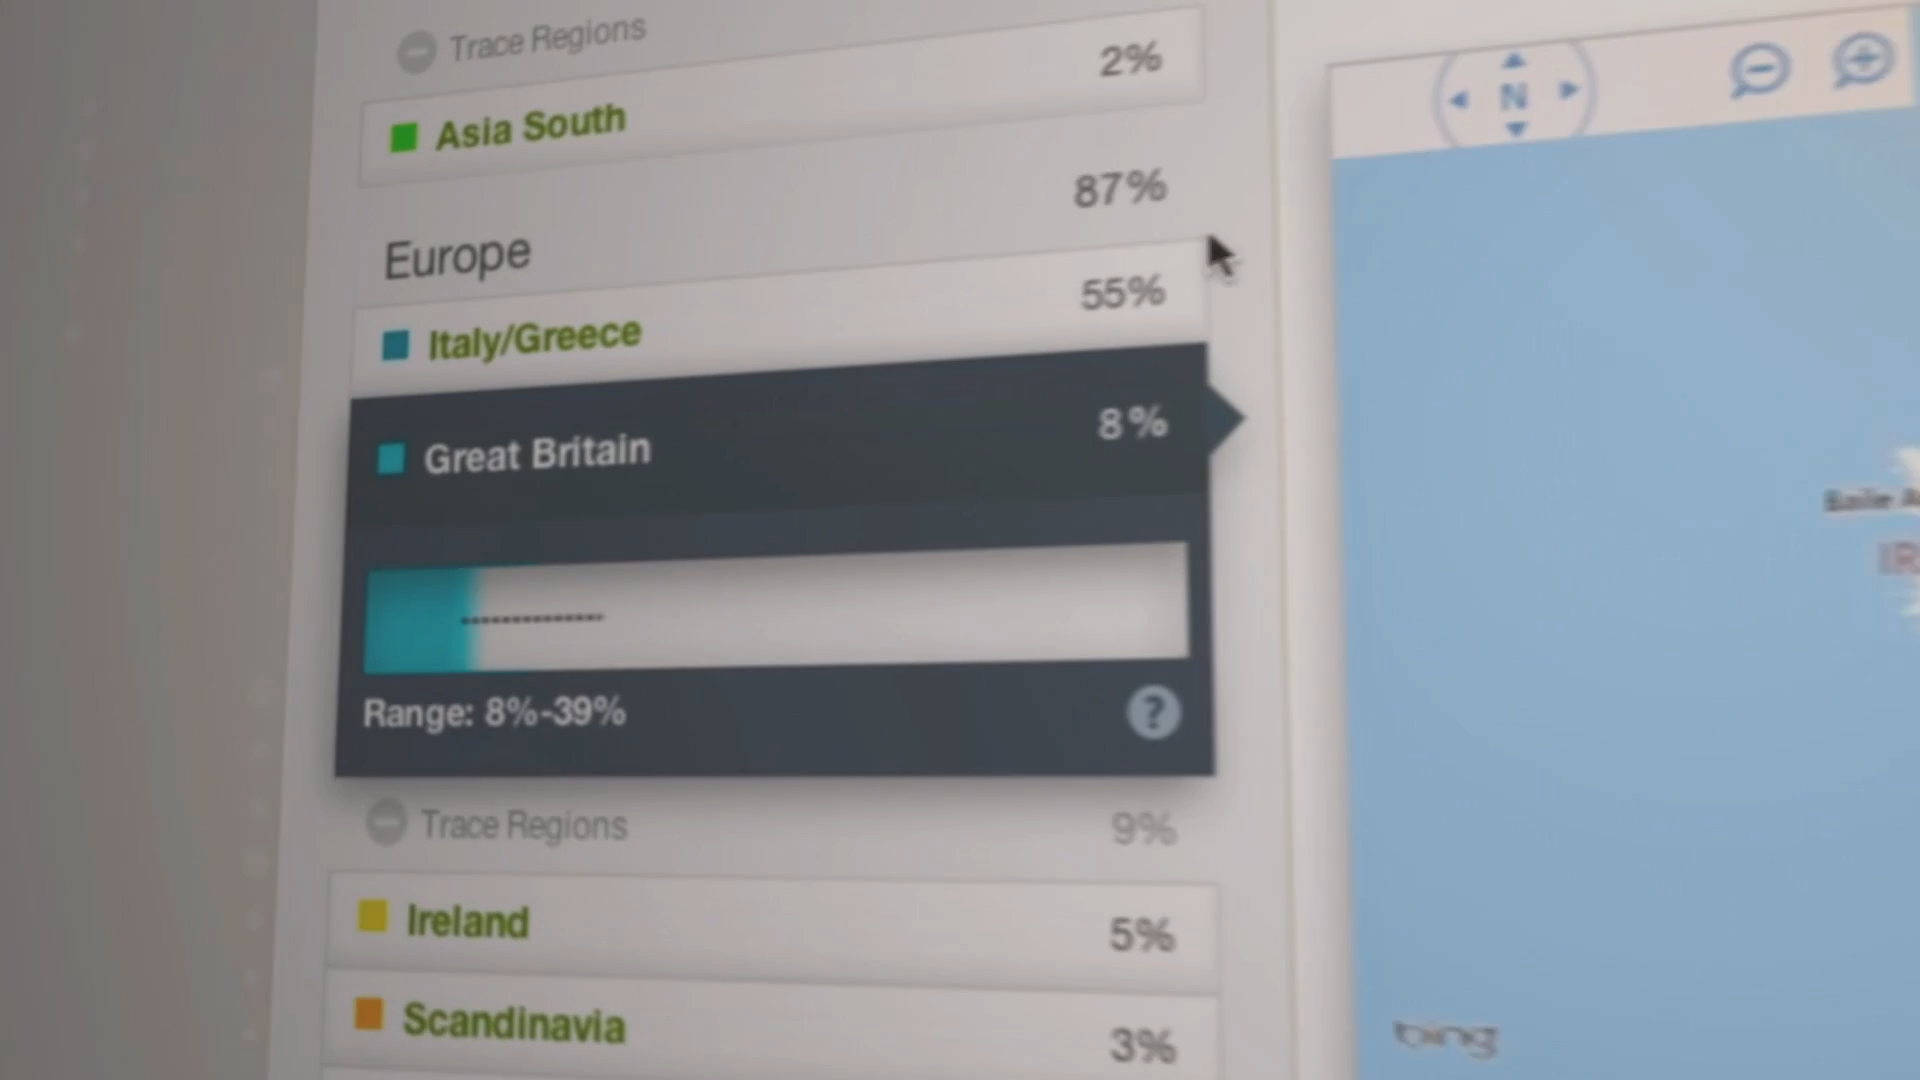 Trace Regions
2%
Asia South
87%
Europe
55%
Italy/Greece
8%
Great Britain
Range: 8%-39%
?
Trace Regions 9%
Ireland 5%
Scandinavia 3%
N
bing